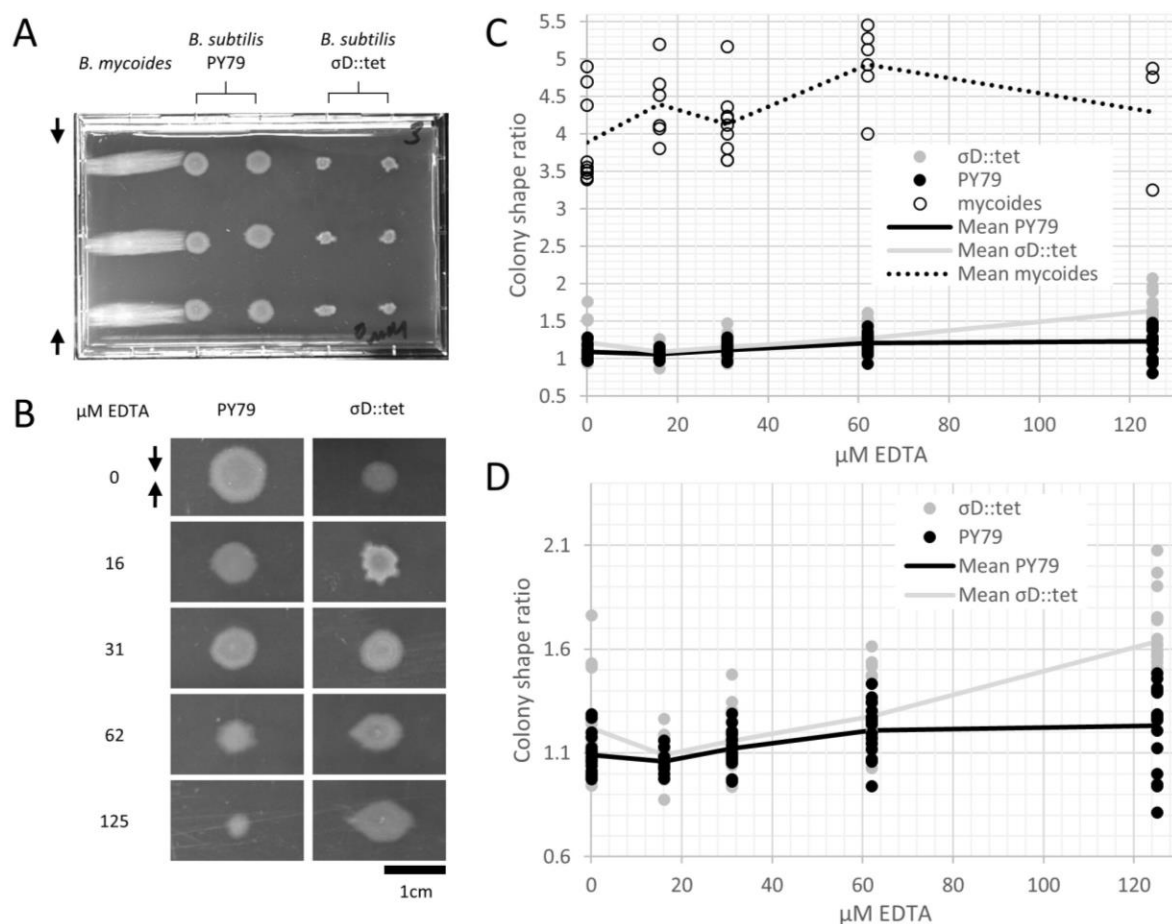 A
B. mycoides
B. subtilis
PY79
B. subtilis
σD::tet
B
µM EDTA
PY79
σD::tet
0
16
31
62
125
1cm
C
Colony shape ratio
5.5
5
4.5
4
3.5
3
2.5
2
1.5
1
0.5
0
20
40
60
80
100
120
µM EDTA
σD::tet
PY79
mycoides
Mean PY79
Mean σD::tet
Mean mycoides
D
Colony shape ratio
2.1
1.6
1.1
0.6
0
20
40
60
80
100
120
µM EDTA
σD::tet
PY79
Mean PY79
Mean σD::tet